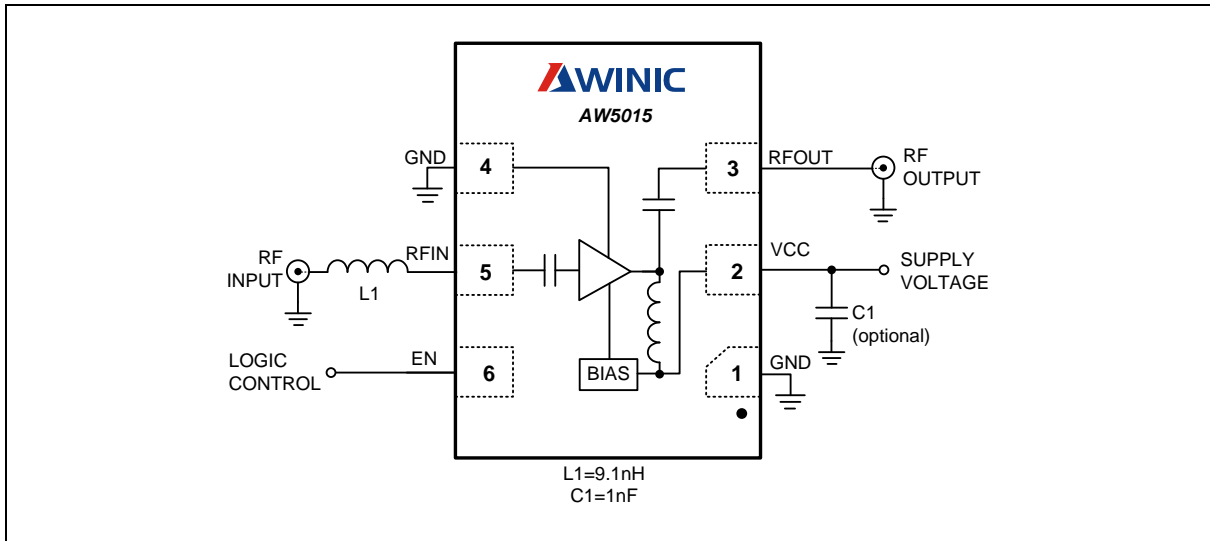 AWINIC
AW5015
GND
4
3
RFOUT
RF
OUTPUT
RF
INPUT
L1
RFIN
5
2
VCC
SUPPLY
VOLTAGE
C1
(optional)
LOGIC
CONTROL
EN
6
BIAS
1
GND
L1=9.1nH
C1=1nF